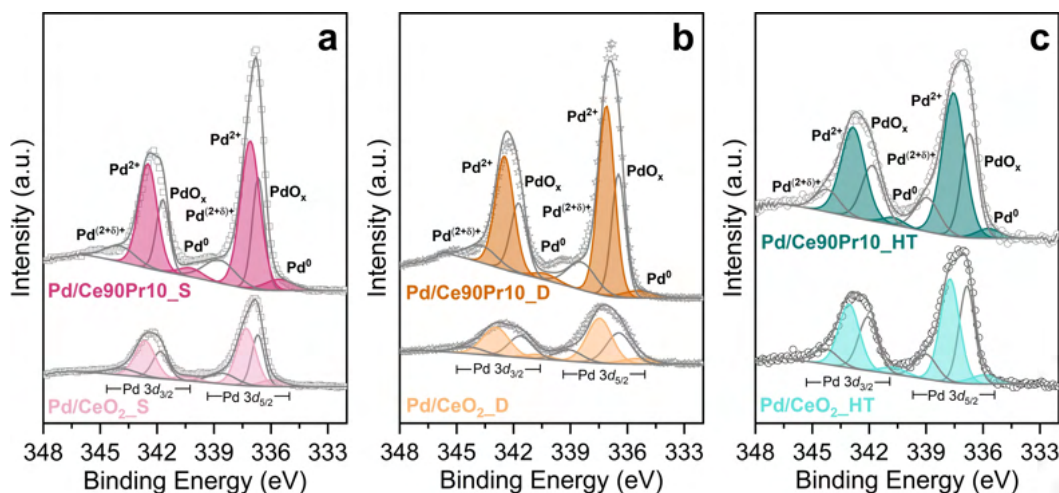 a
Intensity (a.u.)
Pd²⁺
PdOₓ
Pd⁽²⁺ᵟ⁾⁺
Pd⁽²⁺ᵟ⁾⁺
Pd⁰
Pd²⁺
PdOₓ
Pd⁰
Pd/Ce90Pr10_S
Pd 3d₃/₂
Pd 3d₅/₂
Pd/CeO₂_S
348 345 342 339 336 333
Binding Energy (eV)
b
Intensity (a.u.)
Pd²⁺
PdOₓ
Pd⁽²⁺ᵟ⁾⁺
Pd⁽²⁺ᵟ⁾⁺
Pd⁰
Pd²⁺
PdOₓ
Pd⁰
Pd/Ce90Pr10_D
Pd 3d₃/₂
Pd 3d₅/₂
Pd/CeO₂_D
348 345 342 339 336 333
Binding Energy (eV)
c
Intensity (a.u.)
Pd²⁺
PdOₓ
Pd⁽²⁺ᵟ⁾⁺
Pd⁽²⁺ᵟ⁾⁺
Pd⁰
Pd²⁺
PdOₓ
Pd⁰
Pd/Ce90Pr10_HT
Pd 3d₃/₂
Pd 3d₅/₂
Pd/CeO₂_HT
348 345 342 339 336 333
Binding Energy (eV)